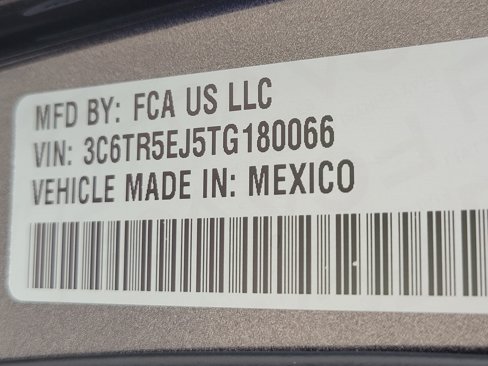 MFD BY: FCA US LLC
VIN: 3C6TR5EJ5TG180066
VEHICLE MADE IN: MEXICO